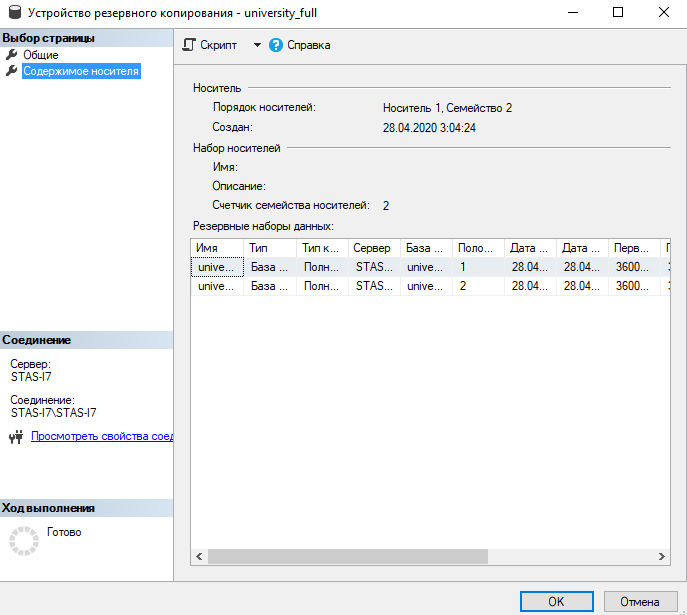 Устройство резервного копирования - university_full
Выбор страницы
Общие
Содержимое носителя
Скрипт
Справка
Носитель
Порядок носителей: Носитель 1, Семейство 2
Создан: 28.04.2020 3:04:24
Набор носителей
Имя:
Описание:
Счетчик семейства носителей: 2
Резервные наборы данных:
Имя Тип Тип к... Сервер База ... Поло... Дата ... Дата ... Перв...
unive... База ... Полн... STAS... unive... 1 28.04... 28.04... 3600...
unive... База ... Полн... STAS... unive... 2 28.04... 28.04... 3600...
Соединение
Сервер:
STAS-I7
Соединение:
STAS-I7\STAS-I7
Просмотреть свойства соед
Ход выполнения
Готово
OK Отмена